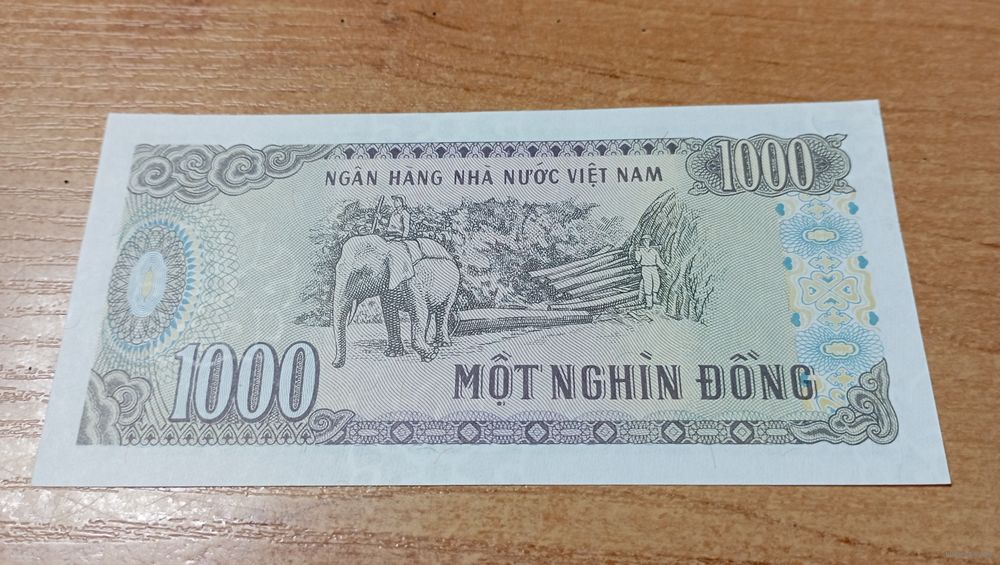 NGÂN HÀNG NHÀ NƯỚC VIỆT NAM
1000
1000
MỘT NGHÌN ĐỒNG